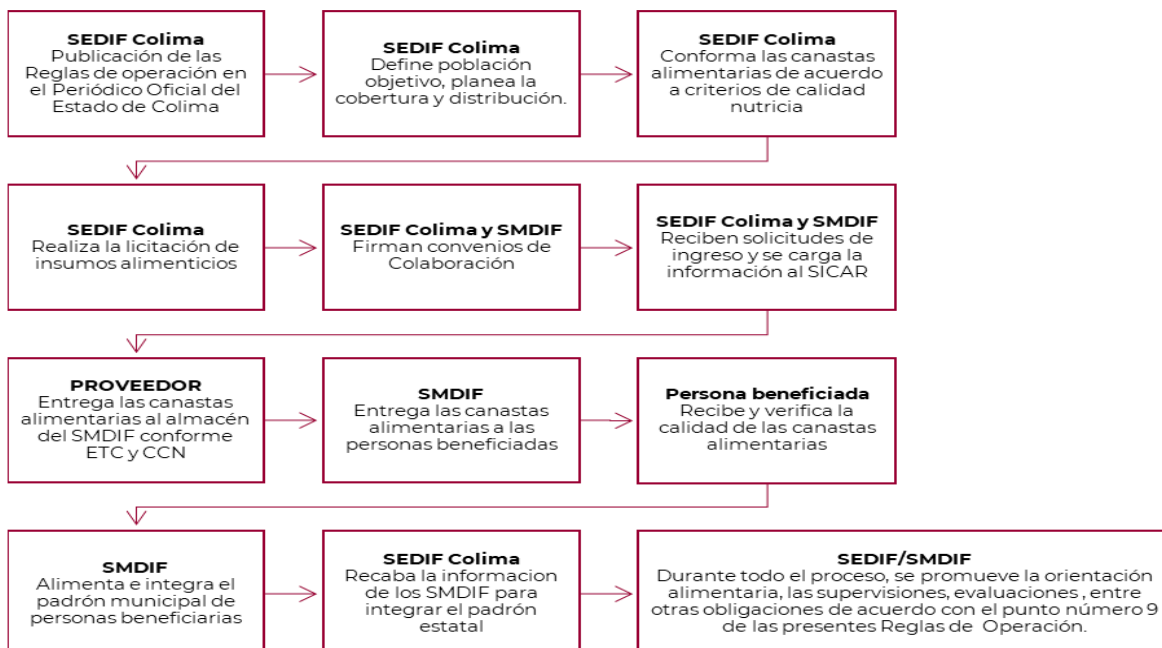 SEDIF Colima
Publicación de las
Reglas de operación en
el Periódico Oficial del
Estado de Colima
SEDIF Colima
Define población
objetivo, planea la
cobertura y distribución.
SEDIF Colima
Conforma las canastas
alimentarias de acuerdo
a criterios de calidad
nutricia
SEDIF Colima
Realiza la licitación de
insumos alimenticios
SEDIF Colima y SMDIF
Firman convenios de
Colaboración
SEDIF Colima y SMDIF
Reciben solicitudes de
ingreso y se carga la
información al SICAR
PROVEEDOR
Entrega las canastas
alimentarias al almacén
del SMDIF conforme
ETC y CCN
SMDIF
Entrega las canastas
alimentarias a las
personas beneficiadas
Persona beneficiada
Recibe y verifica la
calidad de las canastas
alimentarias
SMDIF
Alimenta e integra el
padrón municipal de
personas beneficiarias
SEDIF Colima
Recaba la informacion
de los SMDIF para
integrar el padrón
estatal
SEDIF/SMDIF
Durante todo el proceso, se promueve la orientación
alimentaria, las supervisiones, evaluaciones , entre
otras obligaciones de acuerdo con el punto número 9
de las presentes Reglas de Operación.